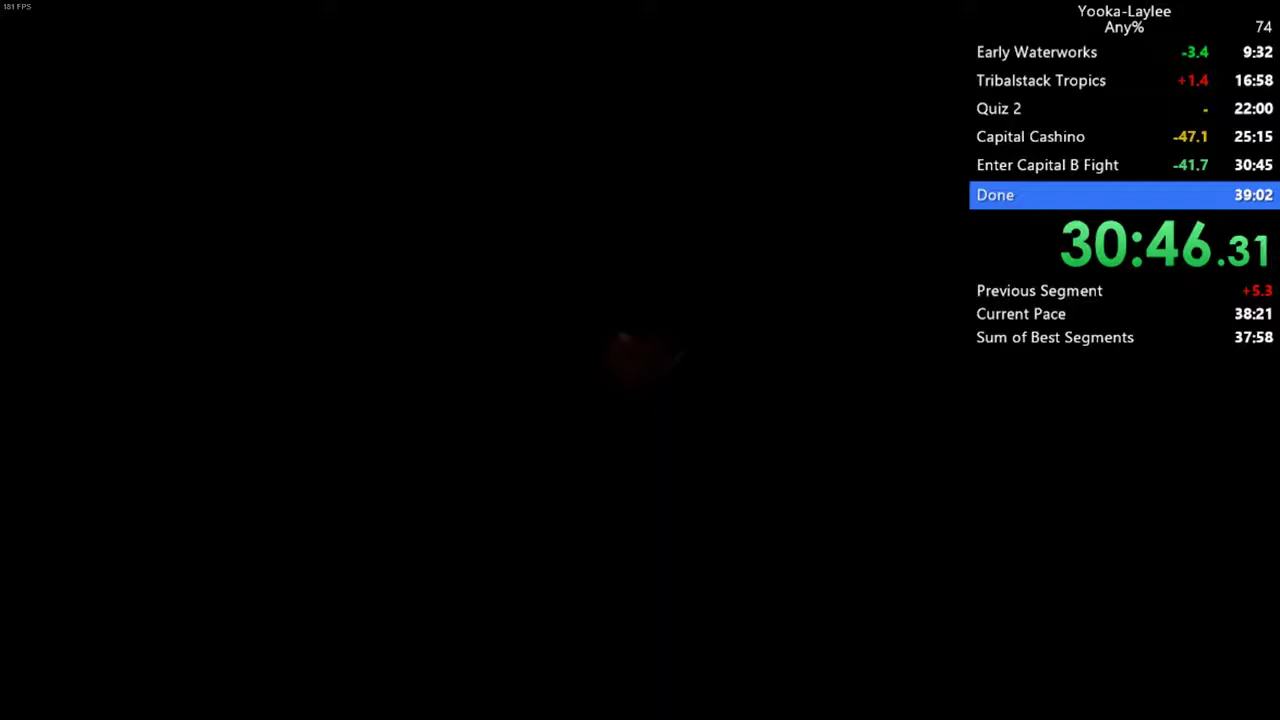 181 FPS
Yooka-Laylee
Any% 74
Early Waterworks -3.4 9:32
Tribalstack Tropics +1.4 16:58
Quiz 2 - 22:00
Capital Cashino -47.1 25:15
Enter Capital B Fight -41.7 30:45
Done 39:02
30:46.31
Previous Segment +5.3
Current Pace 38:21
Sum of Best Segments 37:58